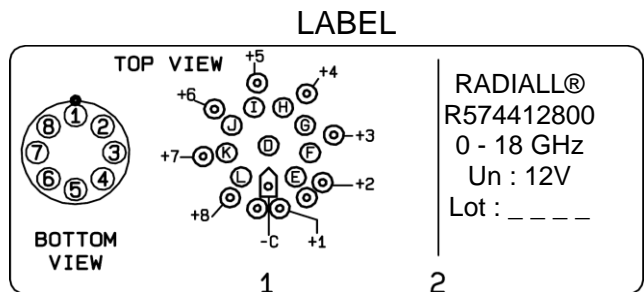 LABEL
TOP VIEW
+5
+4
+6
I
H
J
G
+3
D
+7
K
F
L
E
+2
+8
-C
+1
1
8
2
7
3
6
4
5
BOTTOM
VIEW
RADIALL®
R574412800
0 - 18 GHz
Un : 12V
Lot : _ _ _ _
1
2